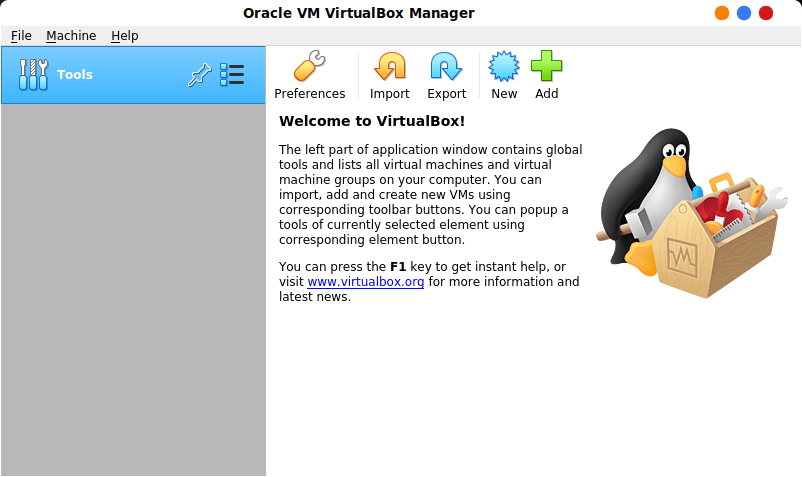 Oracle VM VirtualBox Manager
File Machine Help
Tools
Preferences Import Export New Add
Welcome to VirtualBox!
The left part of application window contains global
tools and lists all virtual machines and virtual
machine groups on your computer. You can
import, add and create new VMs using
corresponding toolbar buttons. You can popup a
tools of currently selected element using
corresponding element button.
You can press the F1 key to get instant help, or
visit www.virtualbox.org for more information and
latest news.